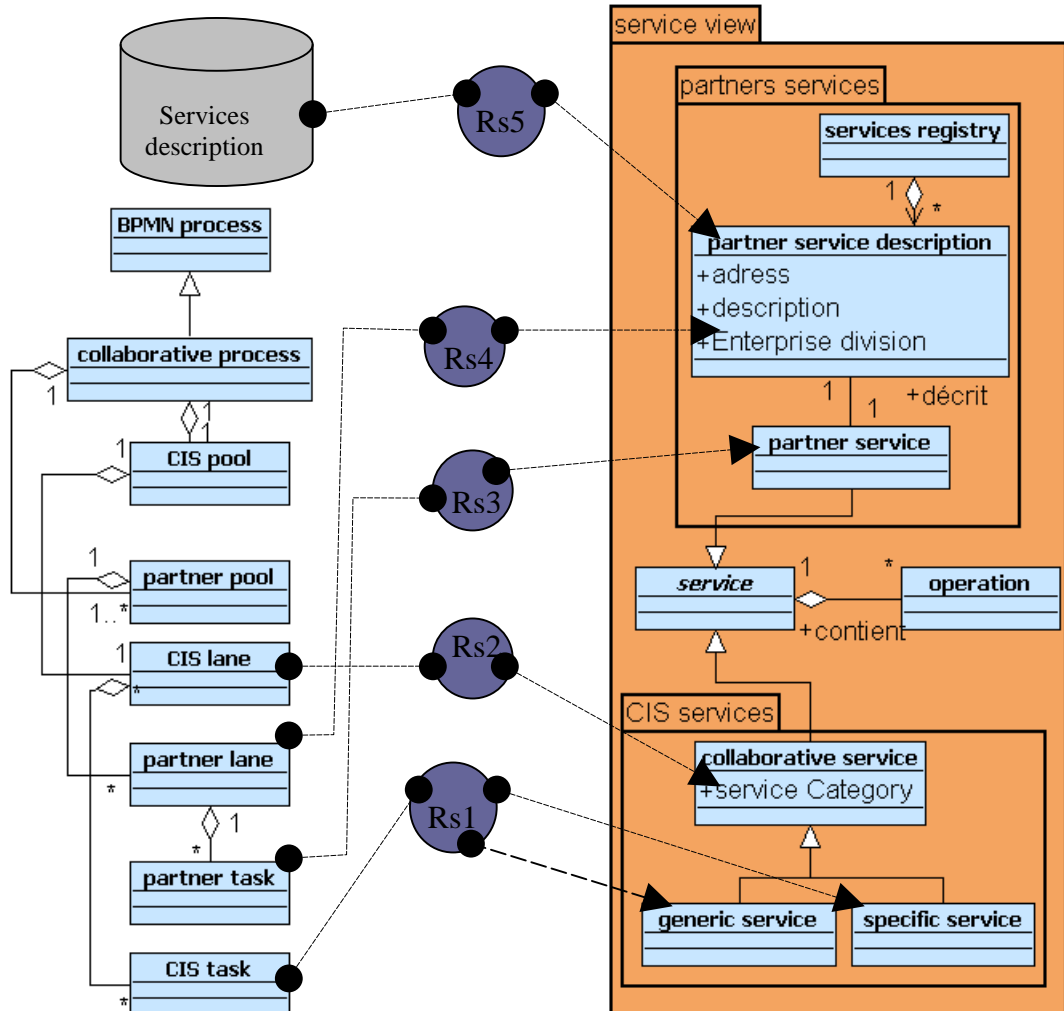 Services
description
BPMN process
collaborative process
1
1
1
1
CIS pool
1
partner pool
1..*
1
CIS lane
*
partner lane
*
1
*
partner task
CIS task
*
Rs5
Rs4
Rs3
Rs2
Rs1
service view
partners services
services registry
1
*
partner service description
+adress
+description
+Enterprise division
1
+décrit
1
partner service
service
1
*
operation
+contient
CIS services
collaborative service
+service Category
generic service
specific service